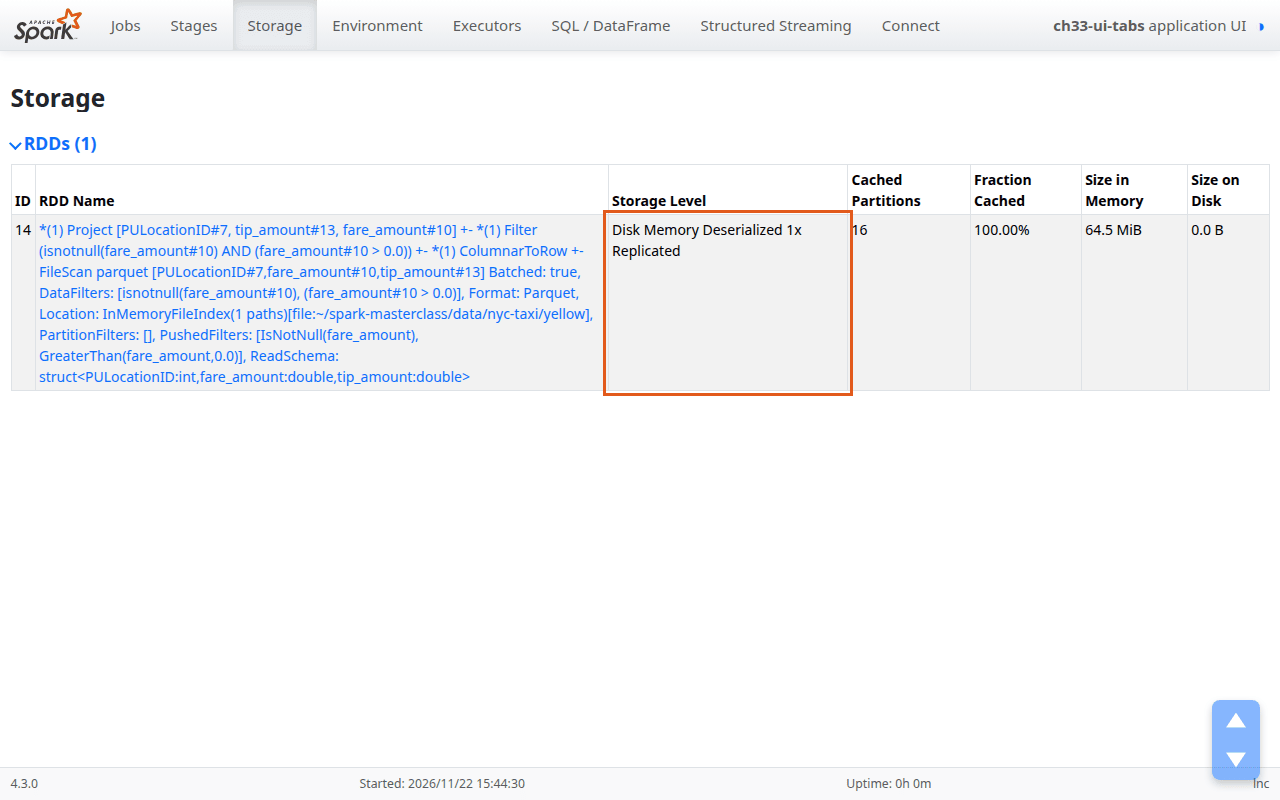 APACHE
Spark
Jobs
Stages
Storage
Environment
Executors
SQL / DataFrame
Structured Streaming
Connect
ch33-ui-tabs application UI
Storage
RDDs (1)
ID
RDD Name
Storage Level
Cached
Partitions
Fraction
Cached
Size in
Memory
Size on
Disk
14
*(1) Project [PULocationID#7, tip_amount#13, fare_amount#10] +- *(1) Filter
(isnotnull(fare_amount#10) AND (fare_amount#10 > 0.0)) +- *(1) ColumnarToRow +-
FileScan parquet [PULocationID#7,fare_amount#10,tip_amount#13] Batched: true,
DataFilters: [isnotnull(fare_amount#10), (fare_amount#10 > 0.0)], Format: Parquet,
Location: InMemoryFileIndex(1 paths)[file:~/spark-masterclass/data/nyc-taxi/yellow],
PartitionFilters: [], PushedFilters: [IsNotNull(fare_amount),
GreaterThan(fare_amount,0.0)], ReadSchema:
struct<PULocationID:int,fare_amount:double,tip_amount:double>
Disk Memory Deserialized 1x
Replicated
16
100.00%
64.5 MiB
0.0 B
4.3.0
Started: 2026/11/22 15:44:30
Uptime: 0h 0m
lnc